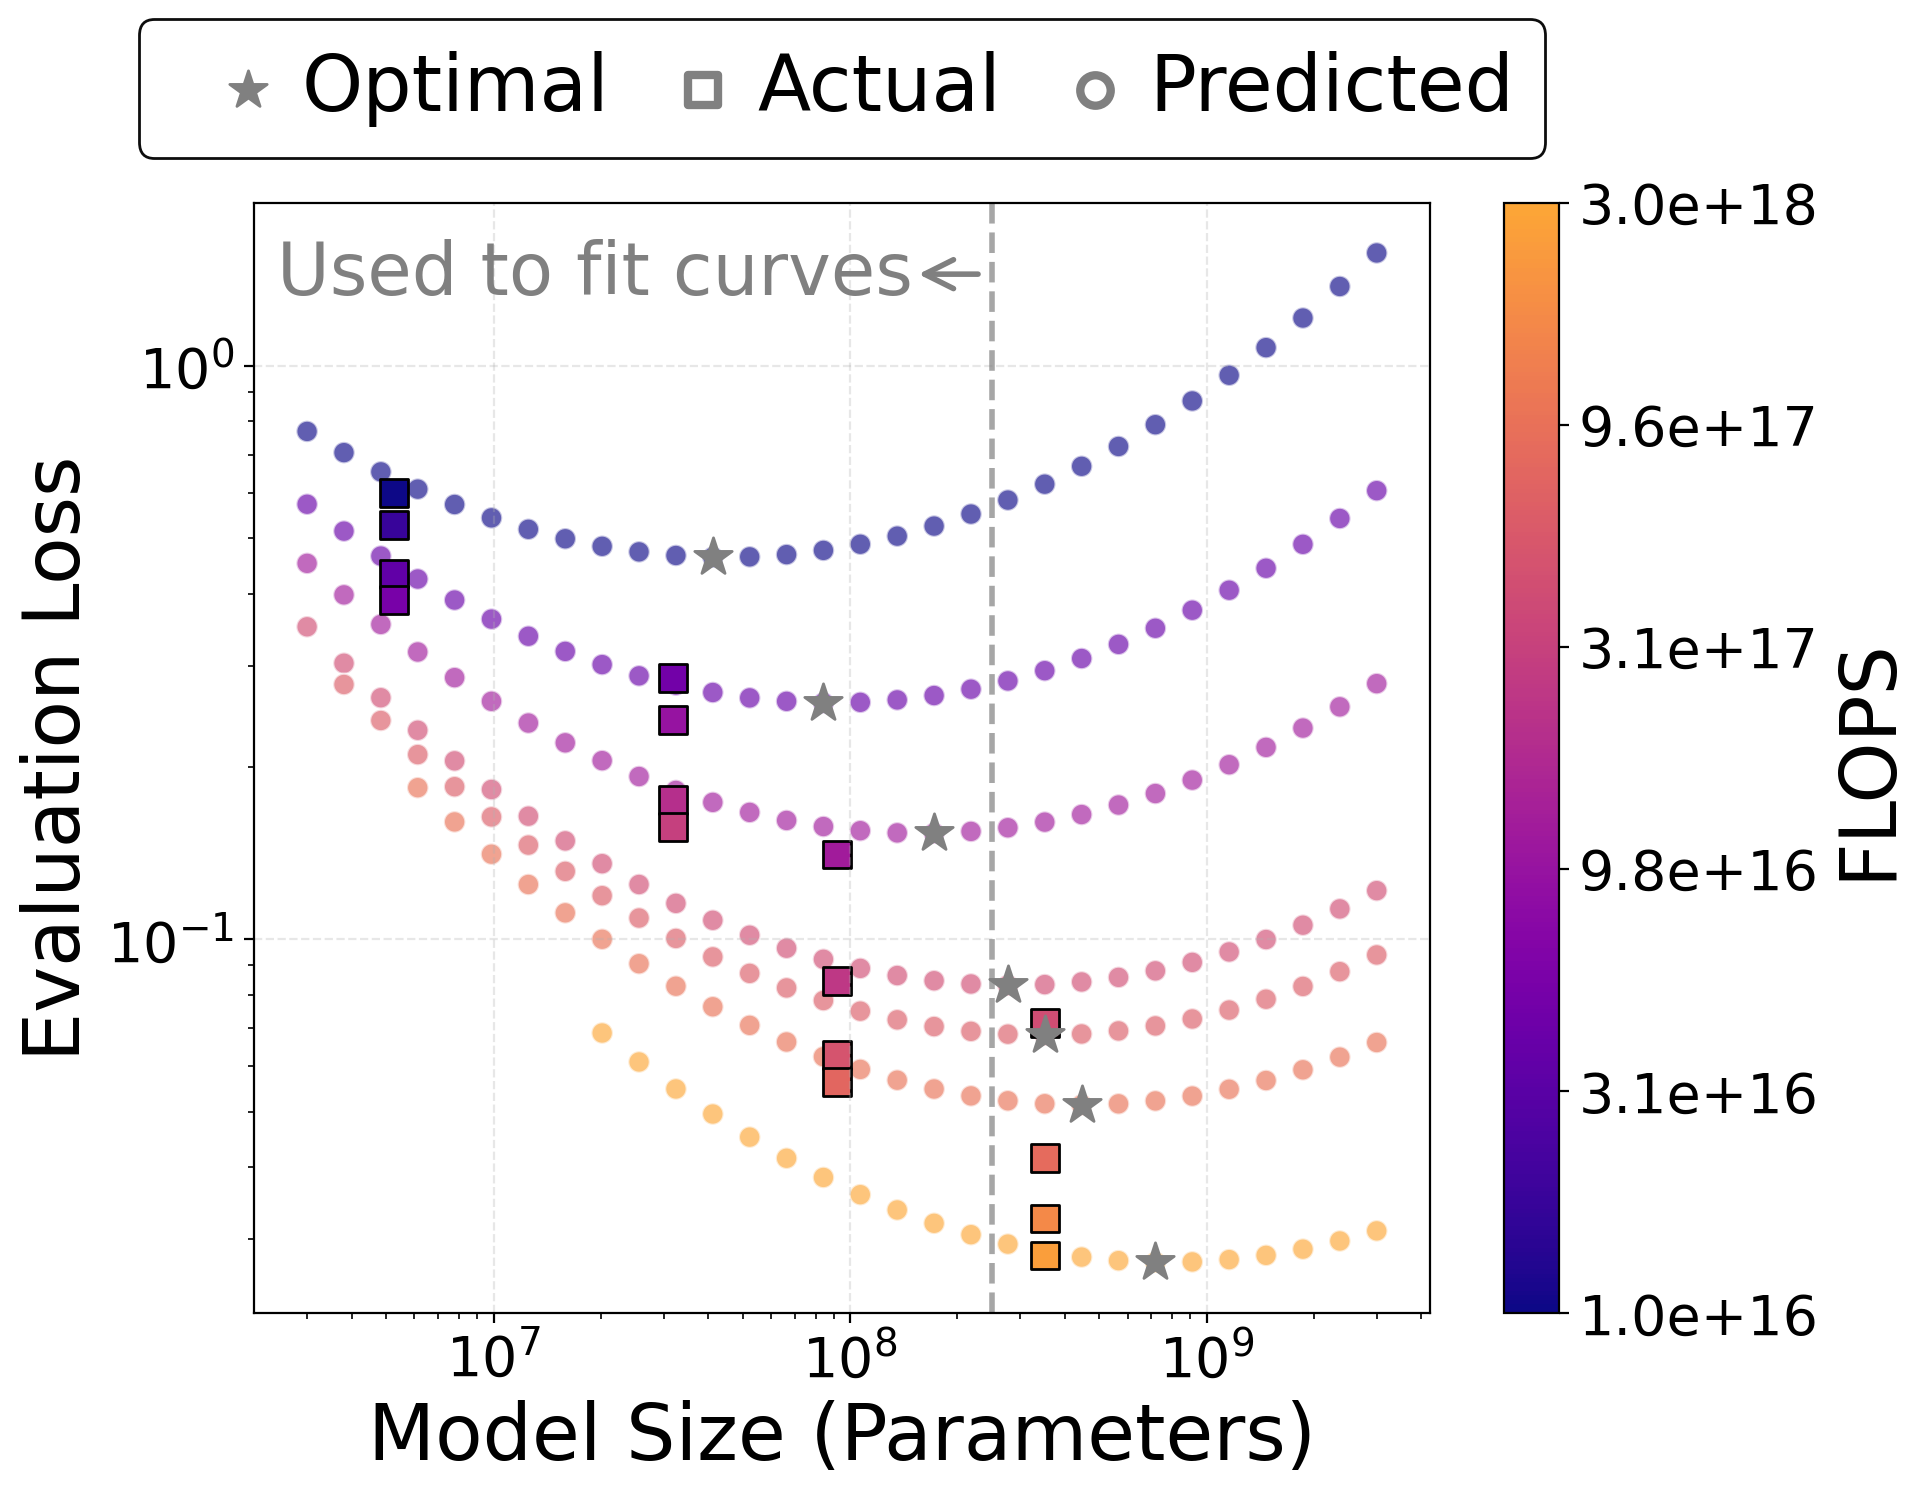 Optimal Actual Predicted
Used to fit curves←
10⁰
10⁻¹
Evaluation Loss
10⁷ 10⁸ 10⁹
Model Size (Parameters)
3.0e+18
9.6e+17
3.1e+17
9.8e+16
3.1e+16
1.0e+16
FLOPS